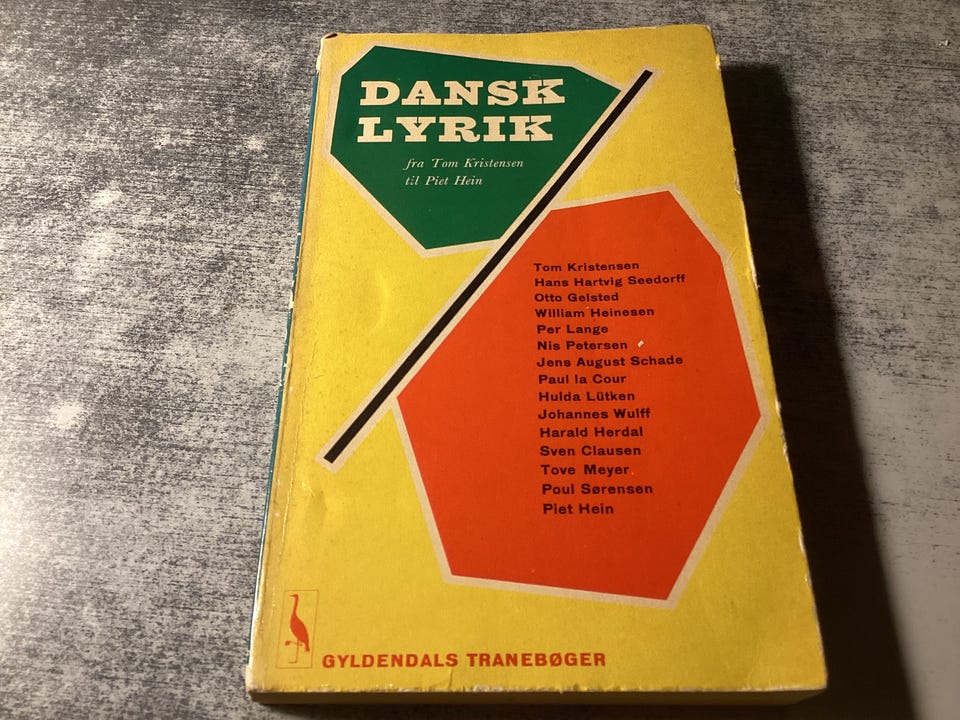 DANSK
LYRIK
fra Tom Kristensen
til Piet Hein
Tom Kristensen
Hans Hartvig Seedorff
Otto Gelsted
William Heinesen
Per Lange
Nis Petersen
Jens August Schade
Paul la Cour
Hulda Lütken
Johannes Wulff
Harald Herdal
Sven Clausen
Tove Meyer
Poul Sørensen
Piet Hein
GYLDENDALS TRANEBØGER